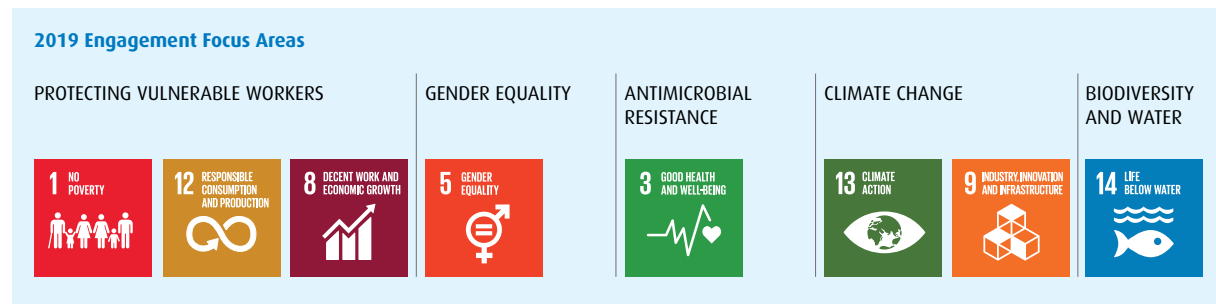 2019 Engagement Focus Areas
PROTECTING VULNERABLE WORKERS
GENDER EQUALITY
ANTIMICROBIAL
RESISTANCE
CLIMATE CHANGE
BIODIVERSITY
AND WATER
1 NO
POVERTY
12 RESPONSIBLE
CONSUMPTION
AND PRODUCTION
8 DECENT WORK AND
ECONOMIC GROWTH
5 GENDER
EQUALITY
3 GOOD HEALTH
AND WELL-BEING
13 CLIMATE
ACTION
9 INDUSTRY, INNOVATION
AND INFRASTRUCTURE
14 LIFE
BELOW WATER